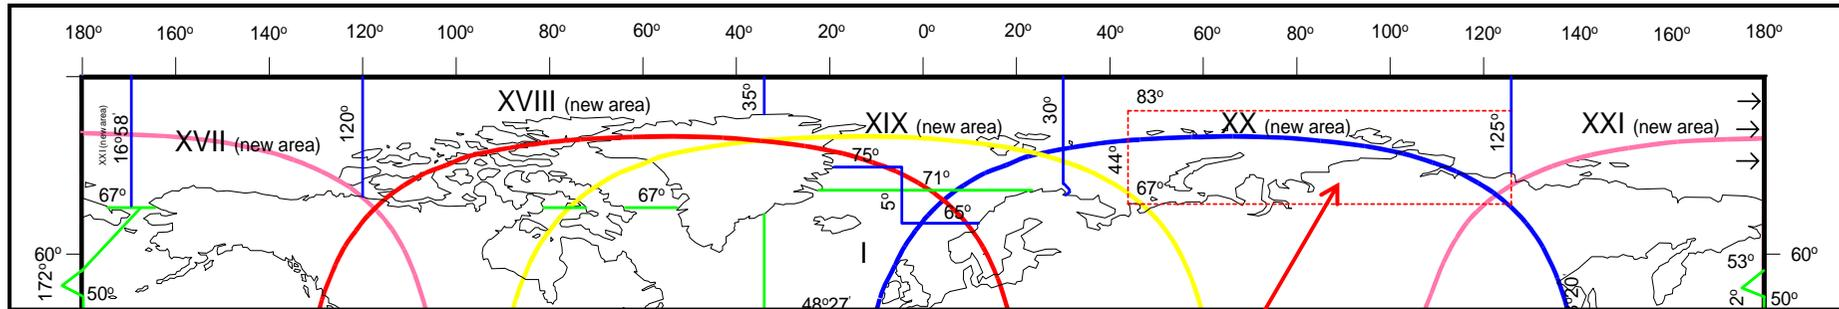 180º 160º 140º 120º 100º 80º 60º 40º 20º 0º 20º 40º 60º 80º 100º 120º 140º 160º 180º
XXI (new area)
16º58'
XVII (new area)
120º
XVIII (new area)
35º
XIX (new area)
30º
83º
XX (new area)
125º
XXI (new area)
75º
44º
67º
67º
67º
71º
5º
65º
67º
60º
I
60º
172º
50º
48º27'
53º
2º
50º